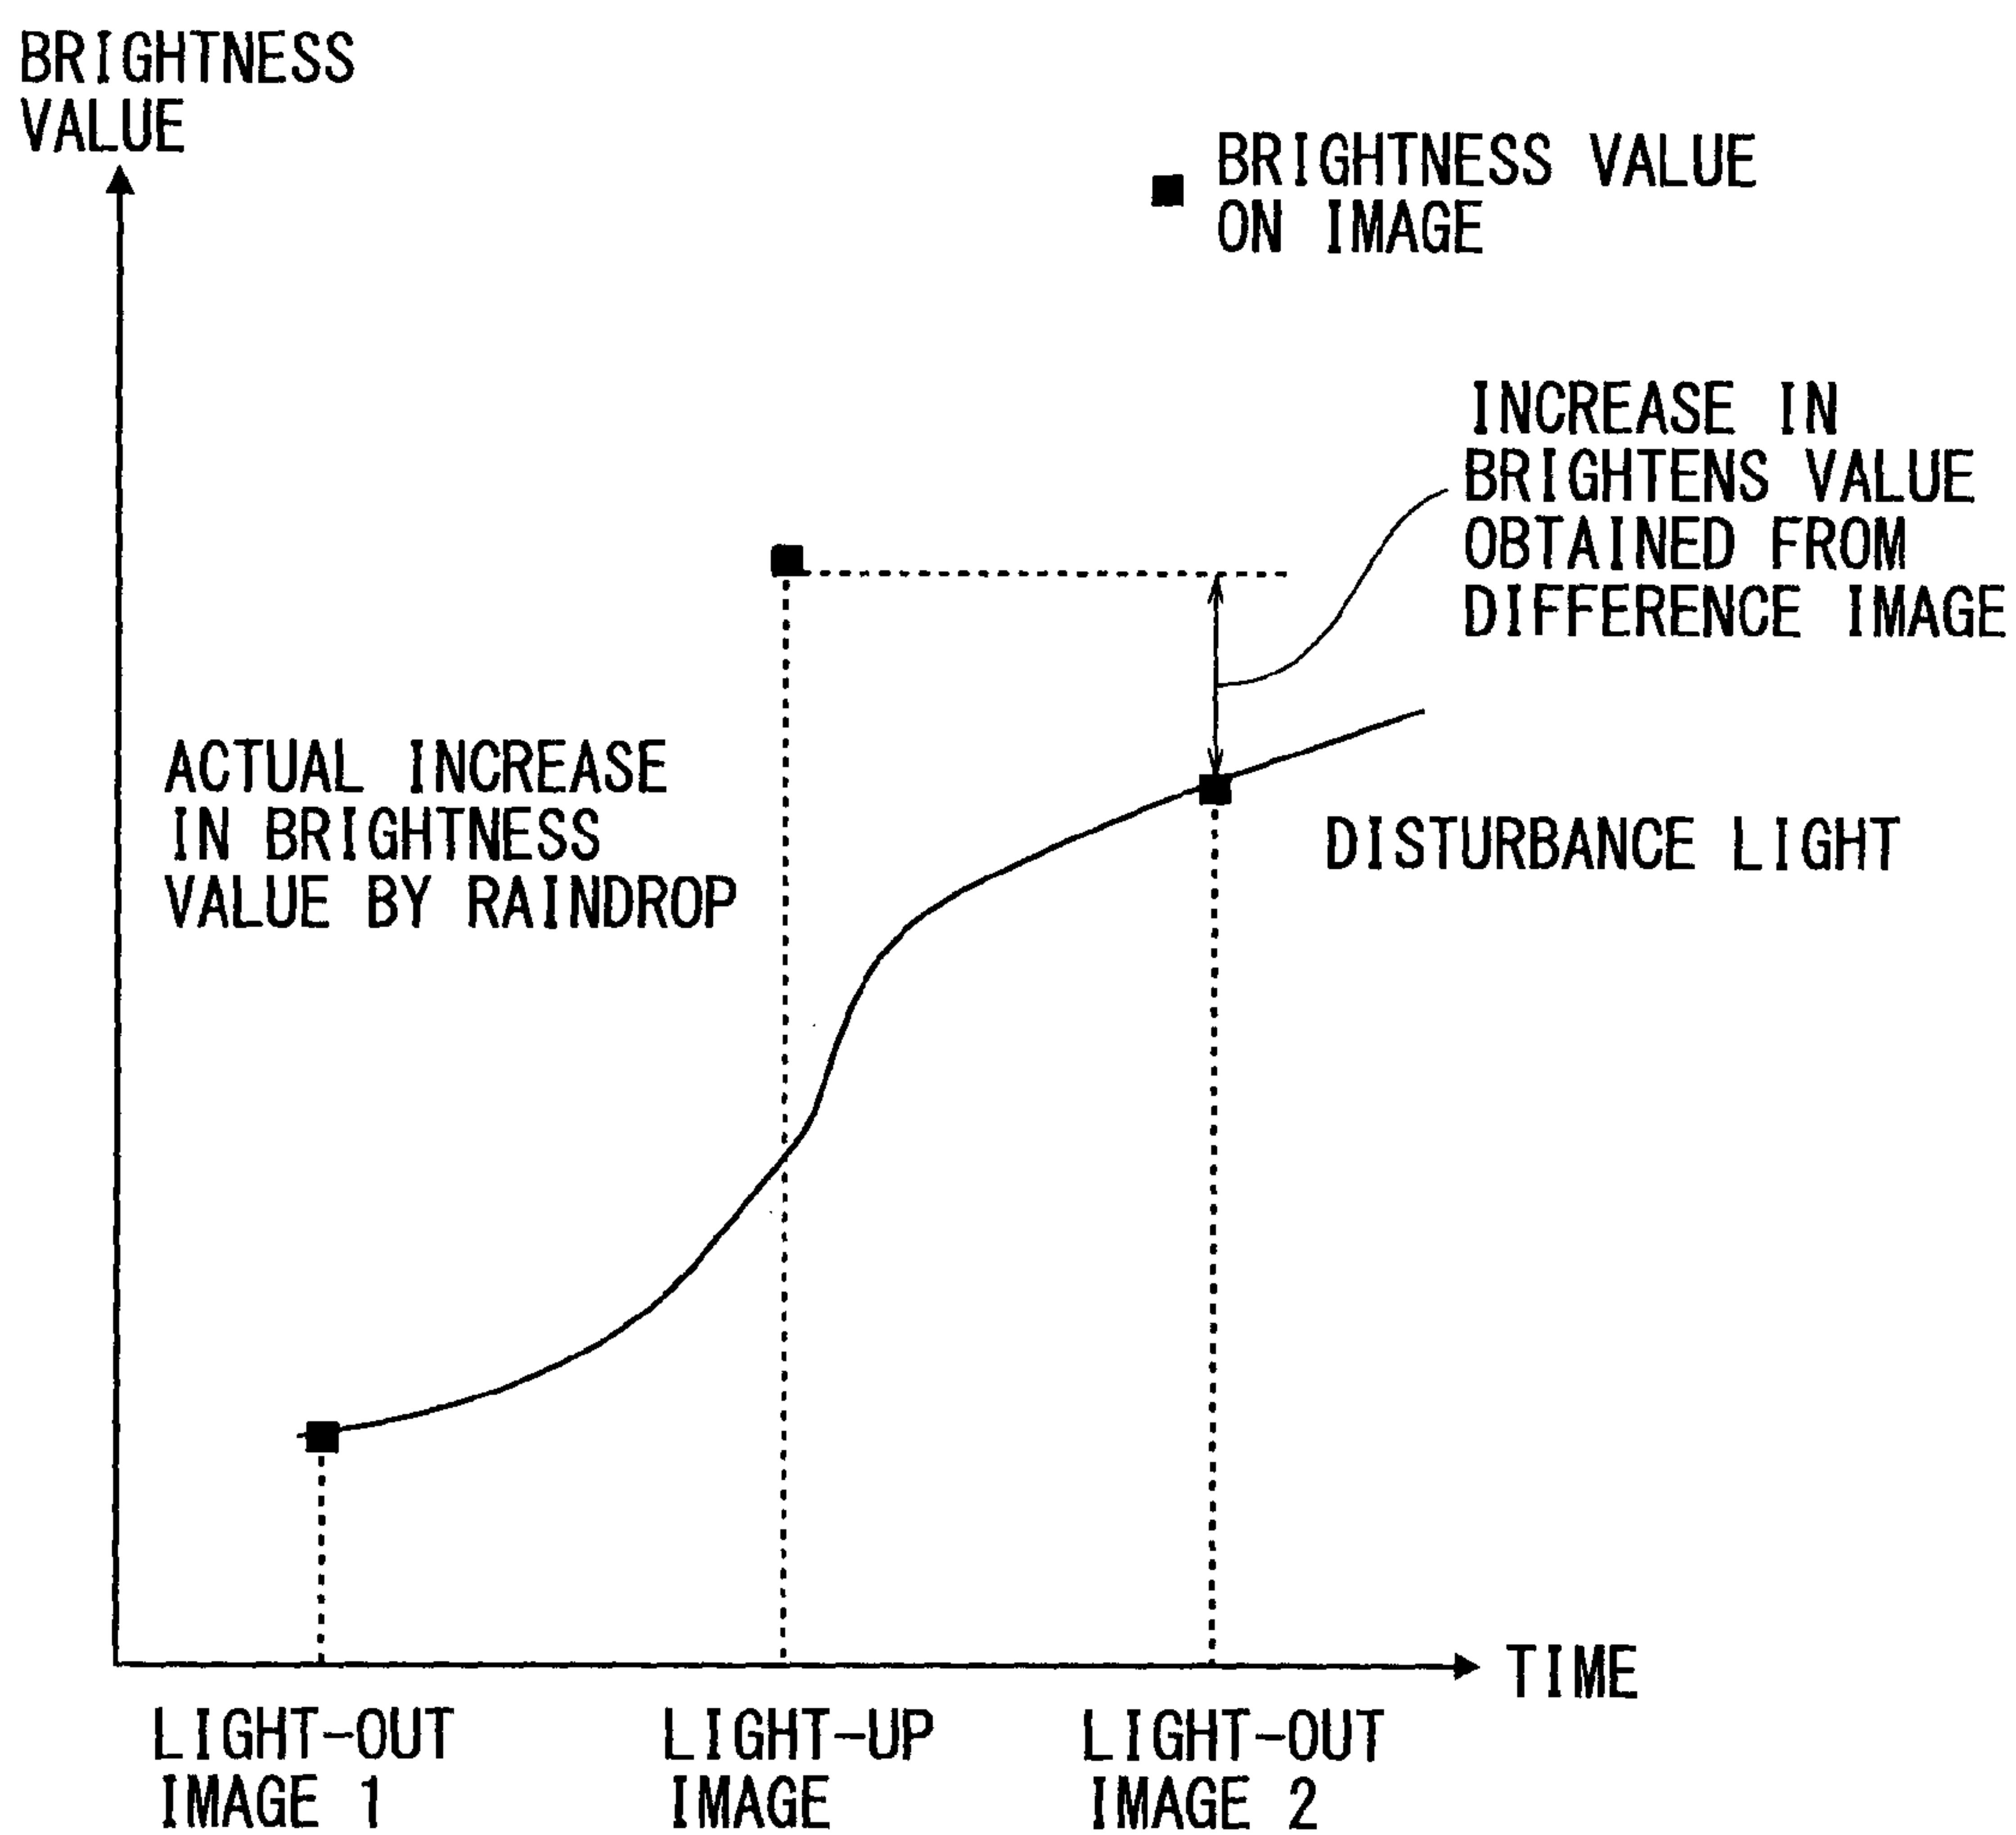 BRIGHTNESS
VALUE
BRIGHTNESS VALUE
ON IMAGE
INCREASE IN
BRIGHTENS VALUE
OBTAINED FROM
DIFFERENCE IMAGE
ACTUAL INCREASE
IN BRIGHTNESS
VALUE BY RAINDROP
DISTURBANCE LIGHT
TIME
LIGHT-OUT
IMAGE 1
LIGHT-UP
IMAGE
LIGHT-OUT
IMAGE 2